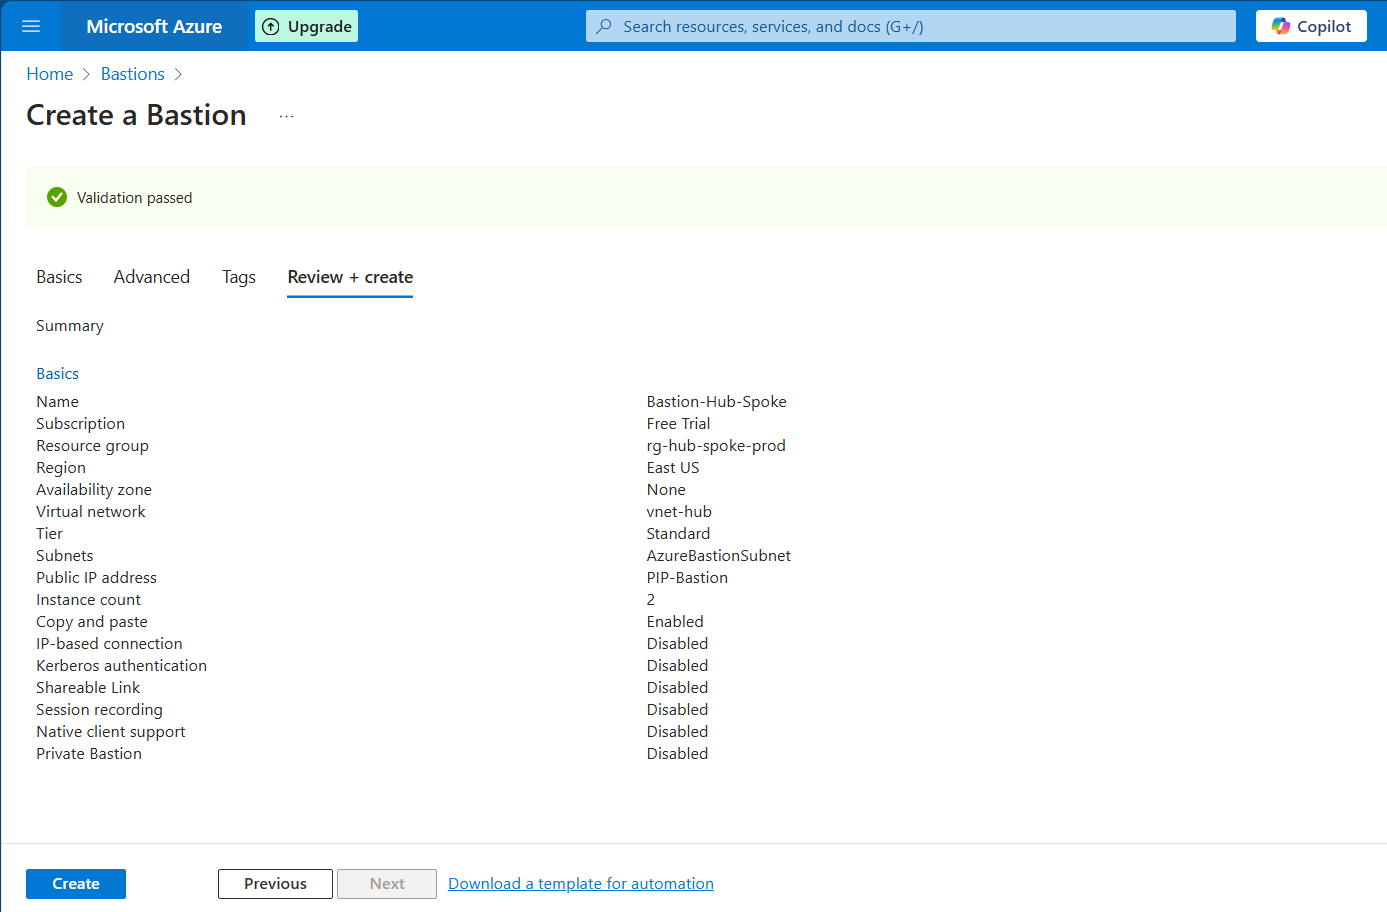 Microsoft Azure
Upgrade
Search resources, services, and docs (G+/)
Copilot
Home > Bastions >
Create a Bastion ...
Validation passed
Basics Advanced Tags Review + create
Summary
Basics
Name Bastion-Hub-Spoke
Subscription Free Trial
Resource group rg-hub-spoke-prod
Region East US
Availability zone None
Virtual network vnet-hub
Tier Standard
Subnets AzureBastionSubnet
Public IP address PIP-Bastion
Instance count 2
Copy and paste Enabled
IP-based connection Disabled
Kerberos authentication Disabled
Shareable Link Disabled
Session recording Disabled
Native client support Disabled
Private Bastion Disabled
Create Previous Next Download a template for automation